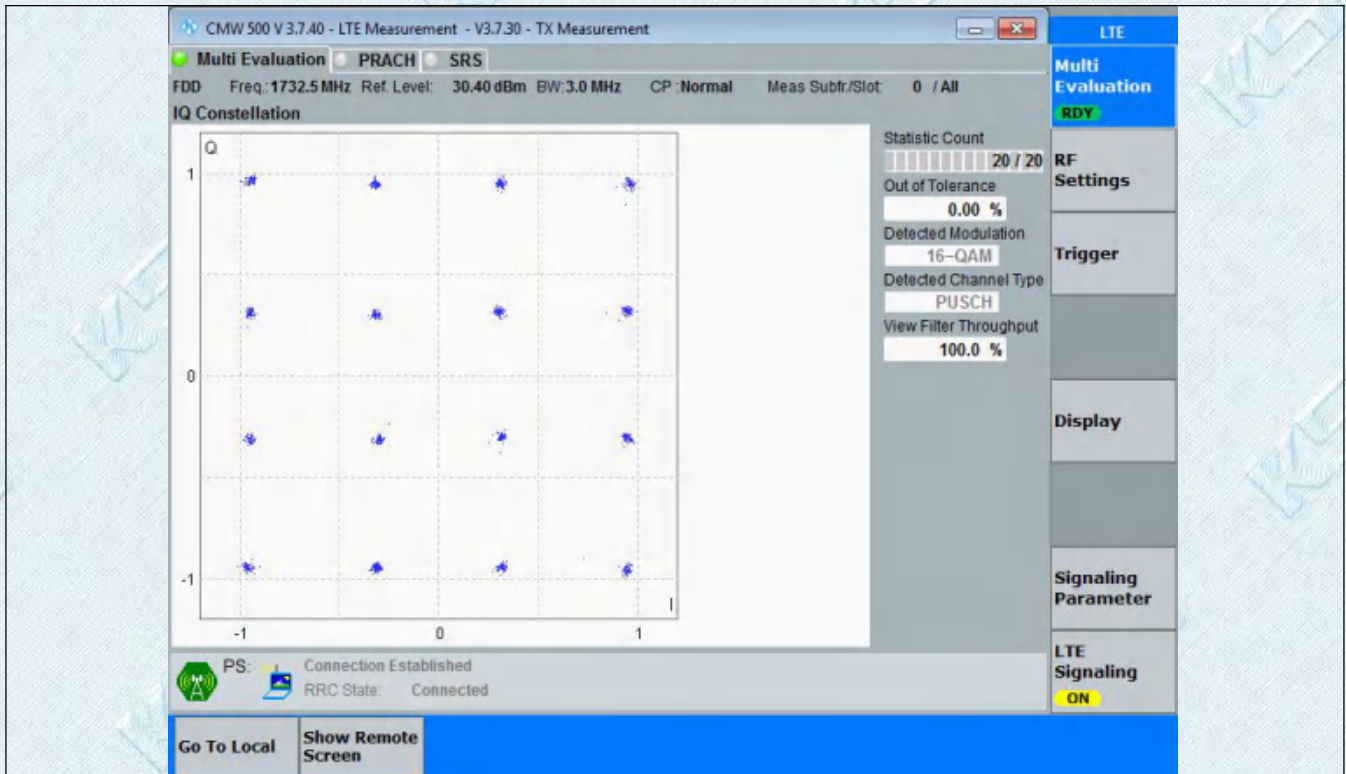 CMW 500 V 3.7.40 - LTE Measurement - V3.7.30 - TX Measurement
LTE
Multi Evaluation PRACH SRS
FDD Freq.: 1732.5 MHz Ref. Level: 30.40 dBm BW: 3.0 MHz CP : Normal Meas Subfr./Slot: 0 / All
IQ Constellation
Q
1
0
-1
-1 0 1
I
Statistic Count
20 / 20
Out of Tolerance
0.00 %
Detected Modulation
16-QAM
Detected Channel Type
PUSCH
View Filter Throughput
100.0 %
Multi
Evaluation
RDY
RF
Settings
Trigger
Display
Signaling
Parameter
LTE
Signaling
ON
PS: Connection Established
RRC State: Connected
Go To Local
Show Remote
Screen